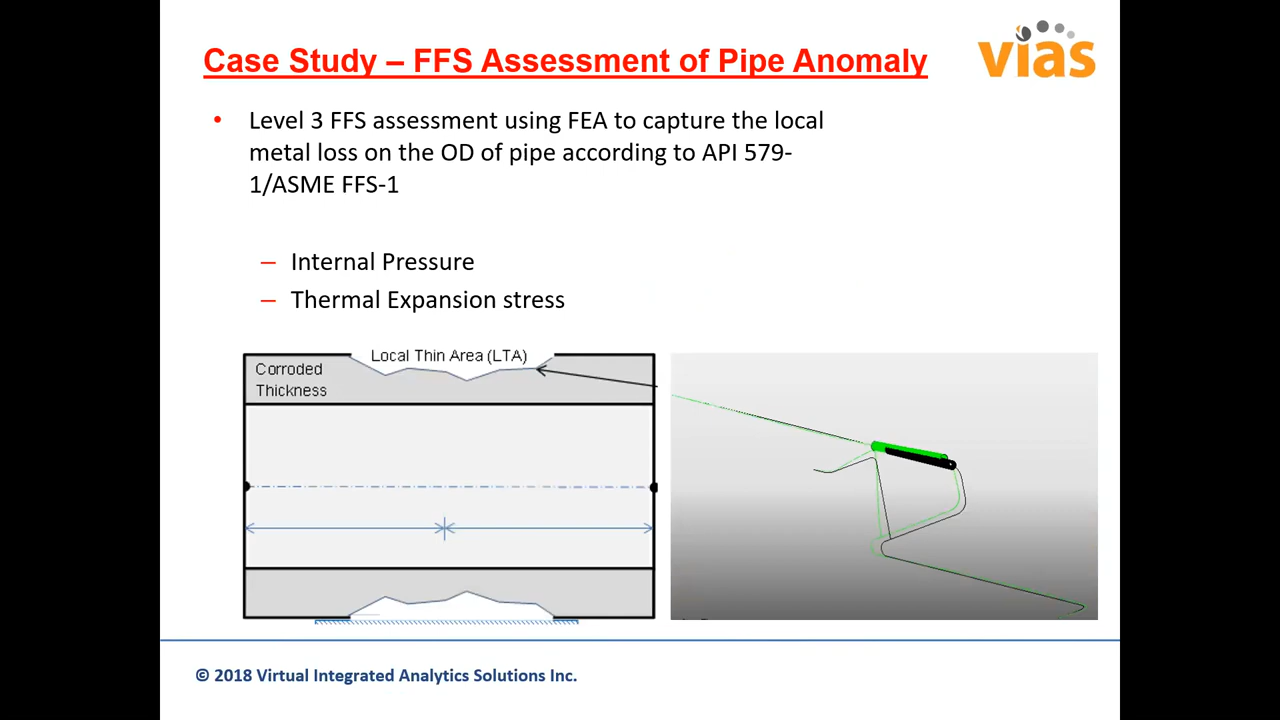 Case Study – FFS Assessment of Pipe Anomaly
vias
• Level 3 FFS assessment using FEA to capture the local
metal loss on the OD of pipe according to API 579-
1/ASME FFS-1
– Internal Pressure
– Thermal Expansion stress
Local Thin Area (LTA)
Corroded
Thickness
© 2018 Virtual Integrated Analytics Solutions Inc.